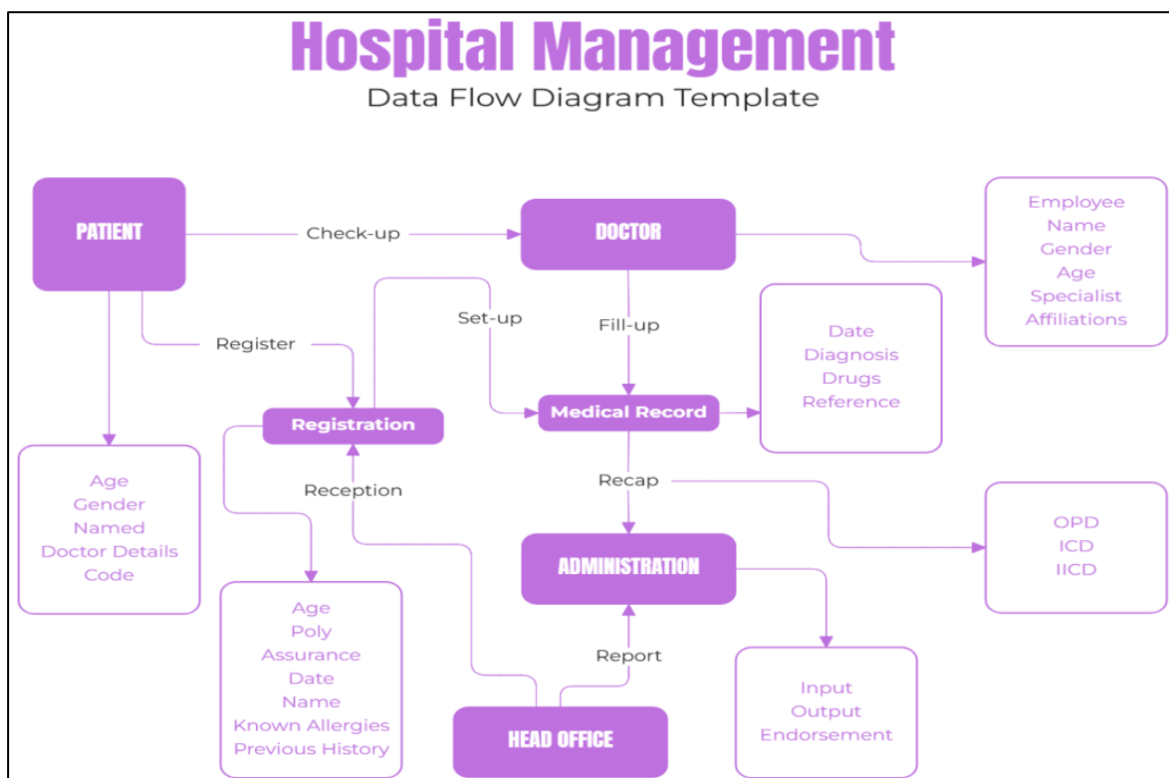 Hospital Management
Data Flow Diagram Template
PATIENT
Check-up
DOCTOR
Employee
Name
Gender
Age
Specialist
Affiliations
Register
Set-up
Fill-up
Date
Diagnosis
Drugs
Reference
Registration
Medical Record
Age
Gender
Named
Doctor Details
Code
Reception
Recap
OPD
ICD
IICD
ADMINISTRATION
Age
Poly
Assurance
Date
Name
Known Allergies
Previous History
Report
Input
Output
Endorsement
HEAD OFFICE